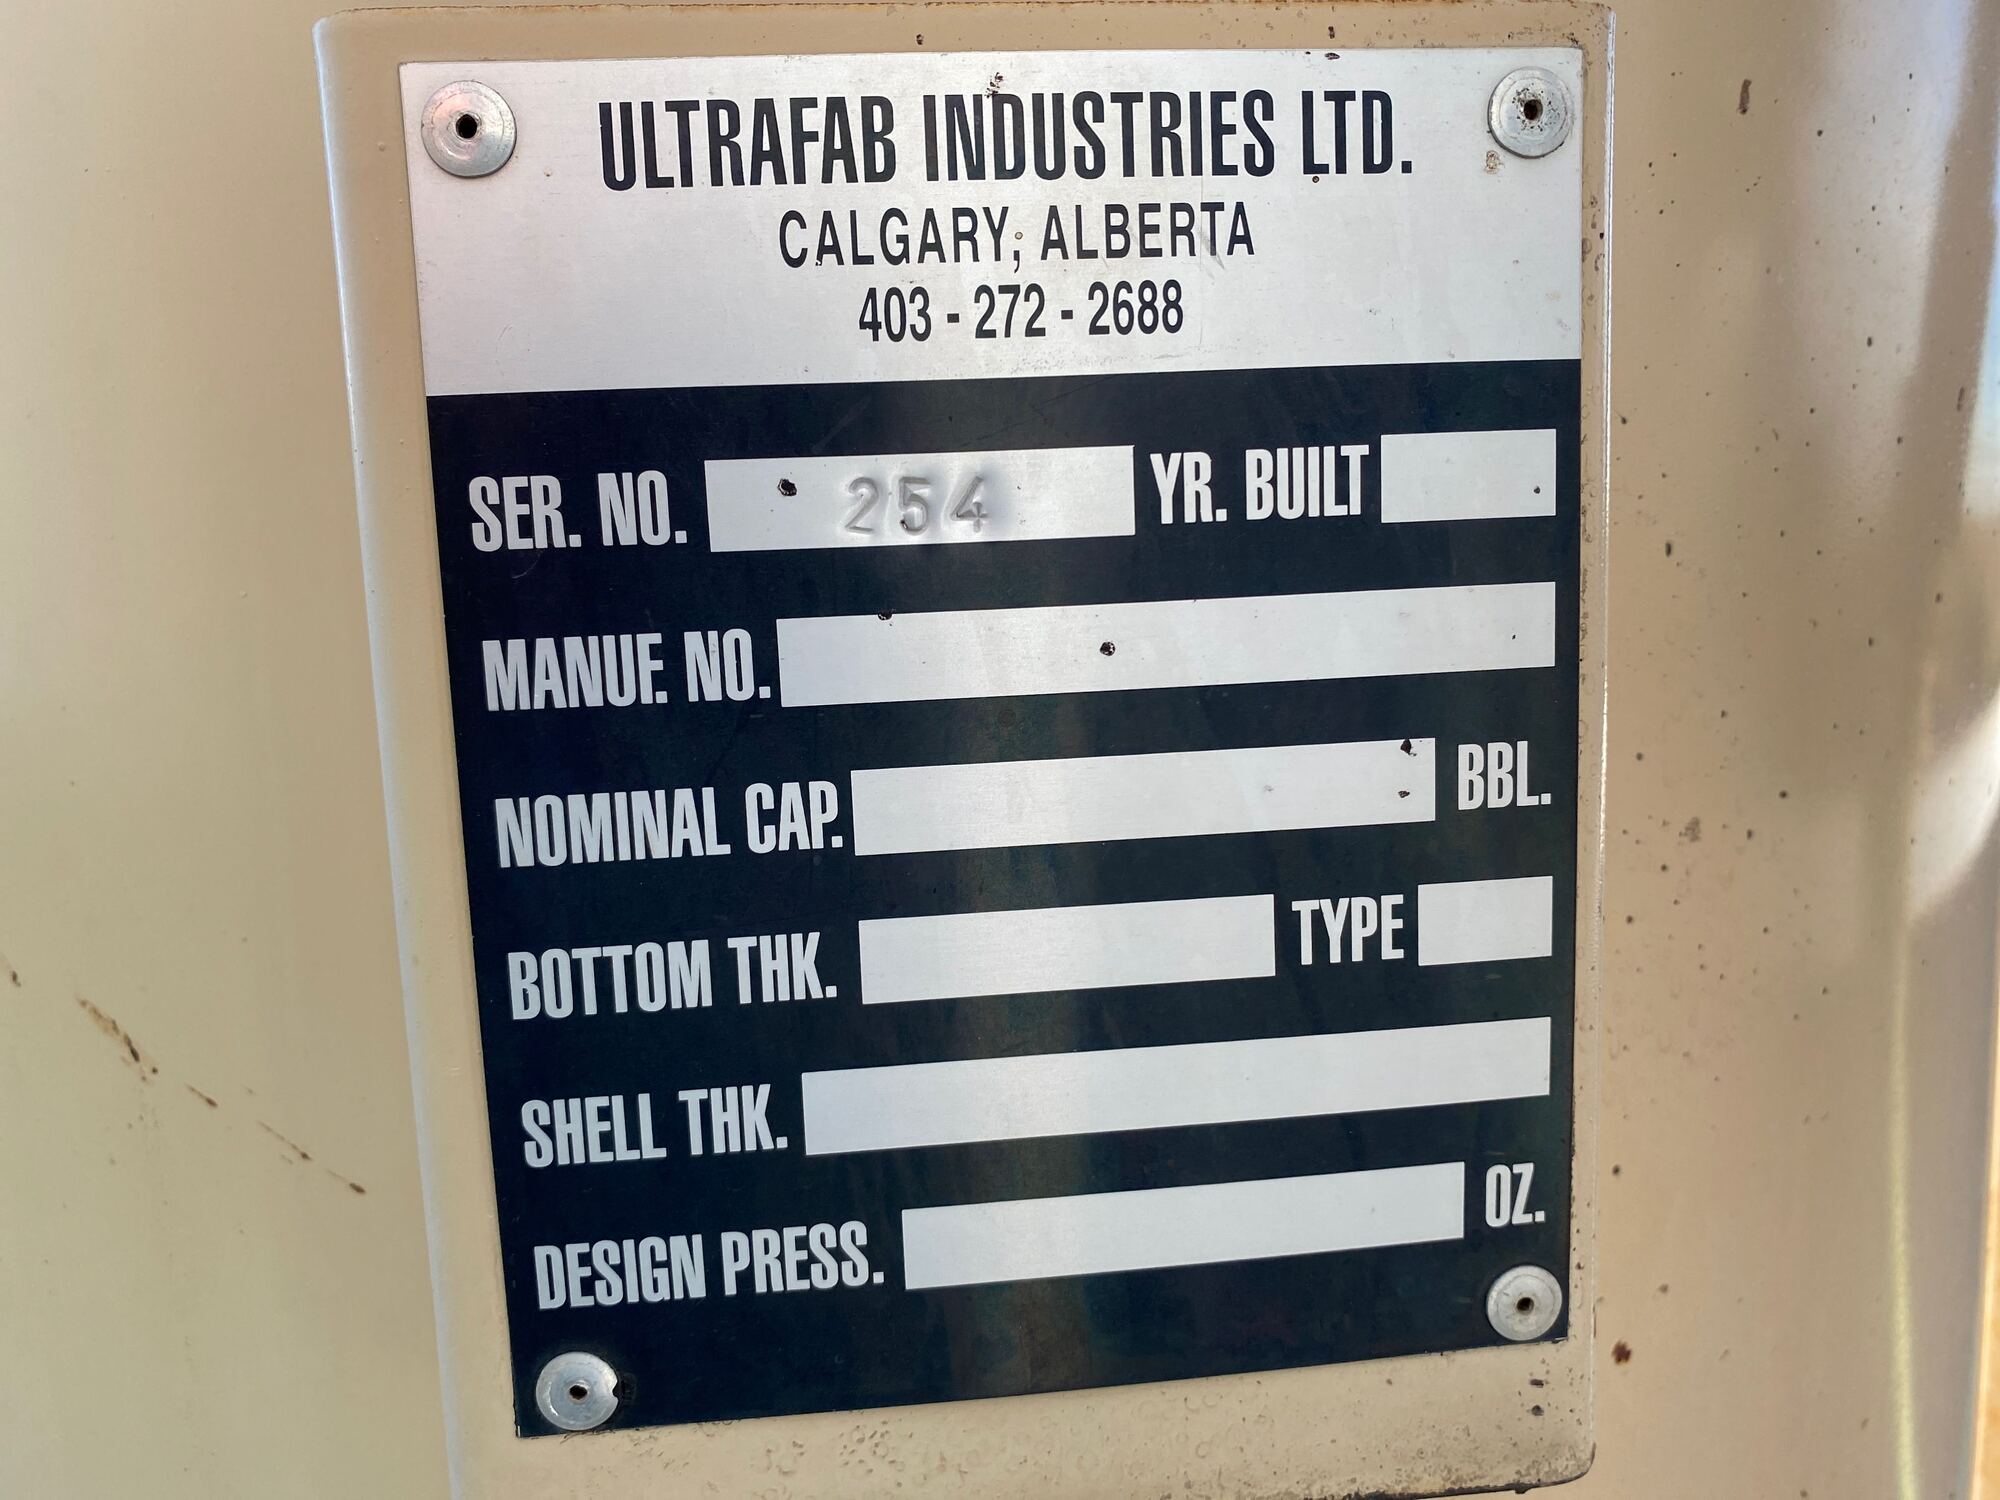 ULTRAFAB INDUSTRIES LTD.
CALGARY, ALBERTA
403 - 272 - 2688
SER. NO. 254 YR. BUILT
MANUF. NO.
NOMINAL CAP. BBL.
BOTTOM THK. TYPE
SHELL THK.
DESIGN PRESS. OZ.